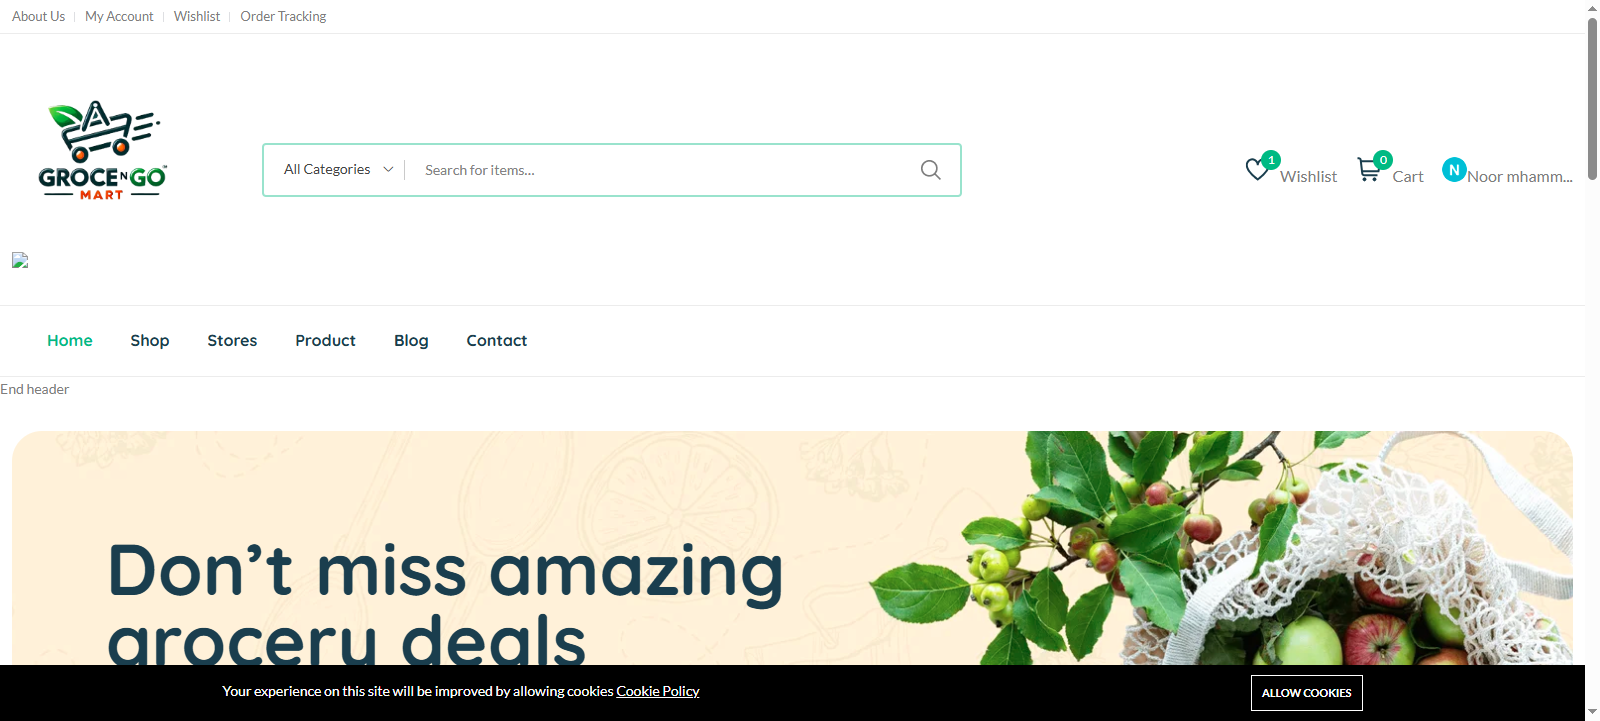 About Us My Account Wishlist Order Tracking
GROCE N GO™
MART
All Categories Search for items...
1 Wishlist 0 Cart N Noor mhamm...
Home Shop Stores Product Blog Contact
End header
Don’t miss amazing
grocery deals
Your experience on this site will be improved by allowing cookies Cookie Policy
ALLOW COOKIES